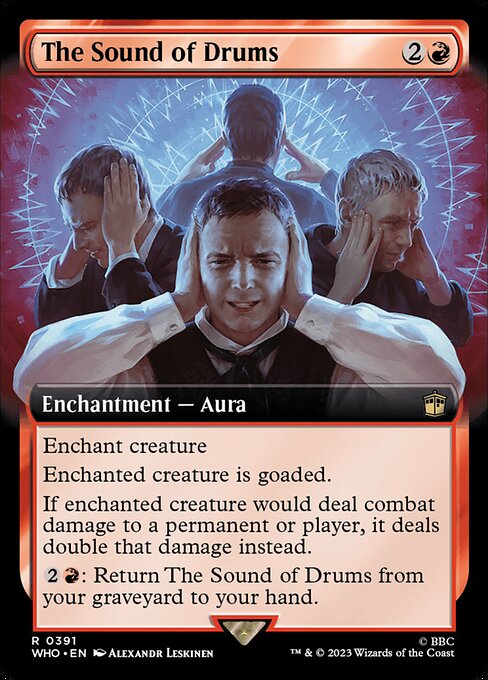 The Sound of Drums 2
Enchantment — Aura
Enchant creature
Enchanted creature is goaded.
If enchanted creature would deal combat
damage to a permanent or player, it deals
double that damage instead.
2: Return The Sound of Drums from
your graveyard to your hand.
R 0391
© BBC
WHO • EN Alexandr Leskinen
™ & © 2023 Wizards of the Coast